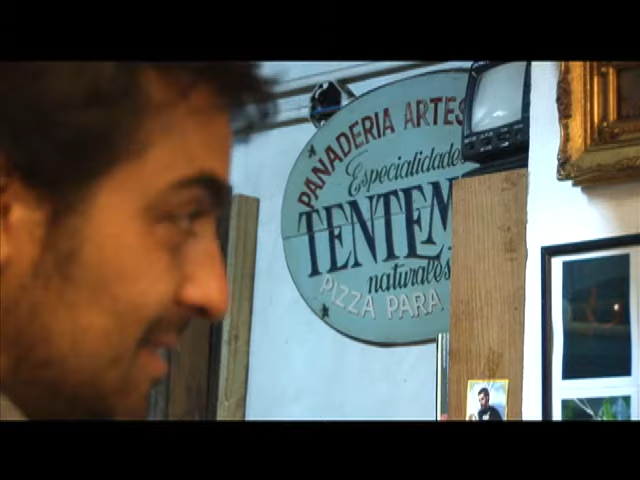 PANADERIA ARTES
Especialidades
TENTEM
naturales
PIZZA PARA